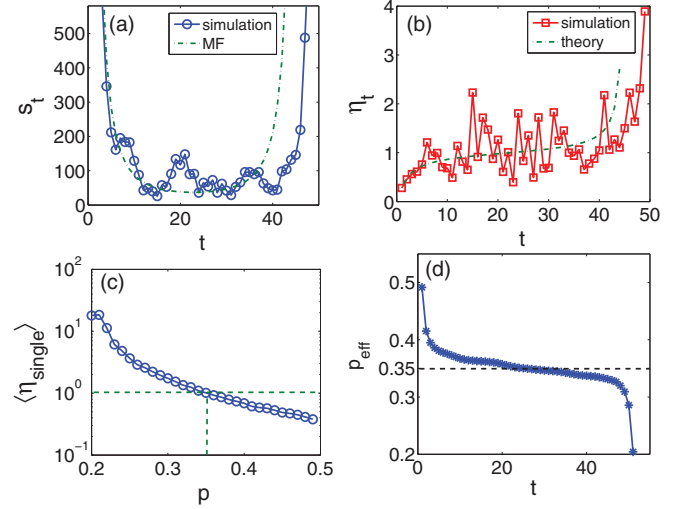 (a)
simulation
MF
s_t
500
400
300
200
100
0
0
20
40
t
(b)
simulation
theory
η_t
4
3
2
1
0
0
10
20
30
40
50
t
(c)
⟨η_single⟩
10^2
10^1
10^0
10^-1
0.2
0.3
0.4
0.5
p
(d)
p_eff
0.5
0.4
0.35
0.3
0.2
0
20
40
t